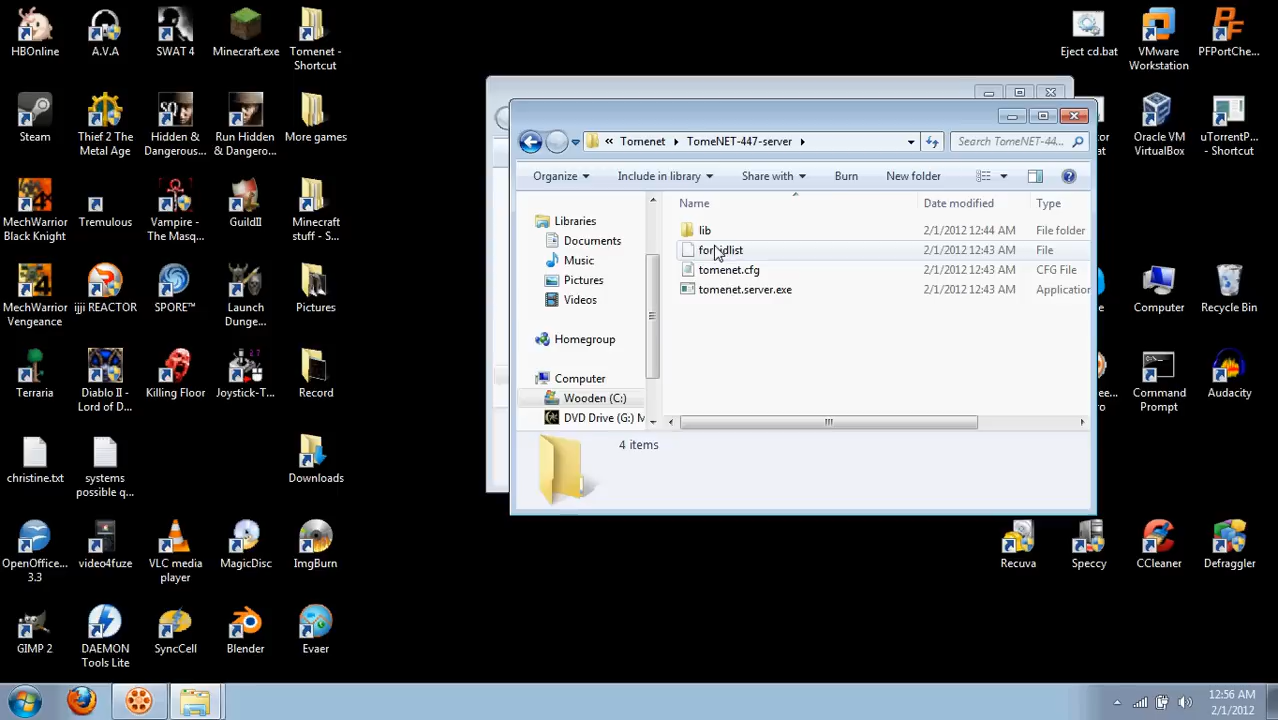 HBOnline
A.V.A
SWAT 4
Minecraft.exe
Tomenet -
Shortcut
Eject cd.bat
VMware
Workstation
PFPortChe...
Steam
Thief 2 The
Metal Age
Hidden &
Dangerous...
Run Hidden
& Dangero...
More games
Oracle VM
VirtualBox
uTorrentP...
- Shortcut
MechWarrior
Black Knight
Tremulous
Vampire -
The Masq...
GuildII
Minecraft
stuff - S...
MechWarrior
Vengeance
ijji REACTOR
SPORE™
Launch
Dunge...
Pictures
Computer
Recycle Bin
Terraria
Diablo II -
Lord of D...
Killing Floor
Joystick-T...
Record
Command
Prompt
Audacity
christine.txt
systems
possible q...
Downloads
OpenOffice...
3.3
video4fuze
VLC media
player
MagicDisc
ImgBurn
Recuva
Speccy
CCleaner
Defraggler
GIMP 2
DAEMON
Tools Lite
SyncCell
Blender
Evaer
« Tomenet
TomeNET-447-server
Search TomeNET-44...
Organize
Include in library
Share with
Burn
New folder
Name
Date modified
Type
Libraries
Documents
Music
Pictures
Videos
Homegroup
Computer
Wooden (C:)
DVD Drive (G:) M
lib 2/1/2012 12:44 AM File folder
2/1/2012 12:43 AM File
tomenet.cfg 2/1/2012 12:43 AM CFG File
tomenet.server.exe 2/1/2012 12:43 AM Application
4 items
12:56 AM
2/1/2012